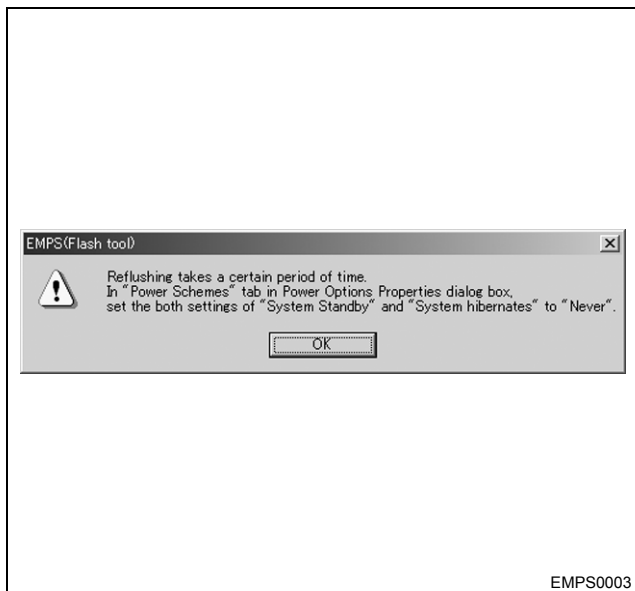 EMPS(Flash tool)
Reflushing takes a certain period of time.
In "Power Schemes" tab in Power Options Properties dialog box,
set the both settings of "System Standby" and "System hibernates" to "Never".
OK
EMPS0003